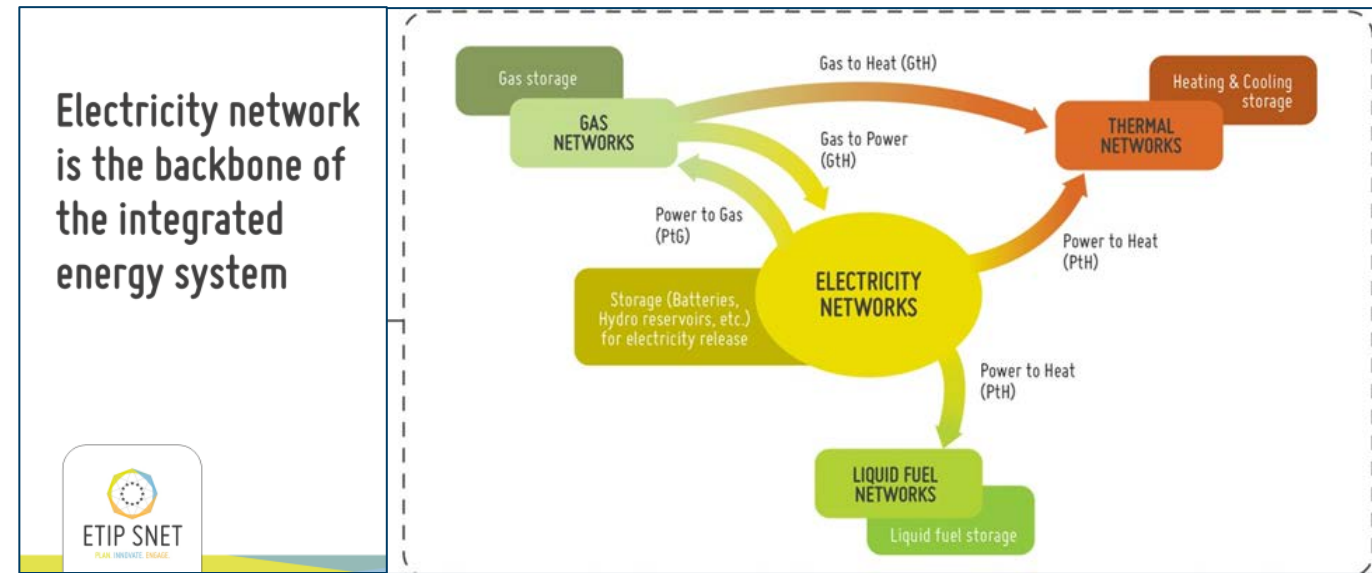 Electricity network
is the backbone of
the integrated
energy system
ETIP SNET
PLAN. INNOVATE. ENGAGE.
Gas storage
GAS
NETWORKS
Gas to Heat (GtH)
Heating & Cooling
storage
THERMAL
NETWORKS
Gas to Power
(GtH)
Power to Gas
(PtG)
Power to Heat
(PtH)
ELECTRICITY
NETWORKS
Storage (Batteries,
Hydro reservoirs, etc.)
for electricity release
Power to Heat
(PtH)
LIQUID FUEL
NETWORKS
Liquid fuel storage